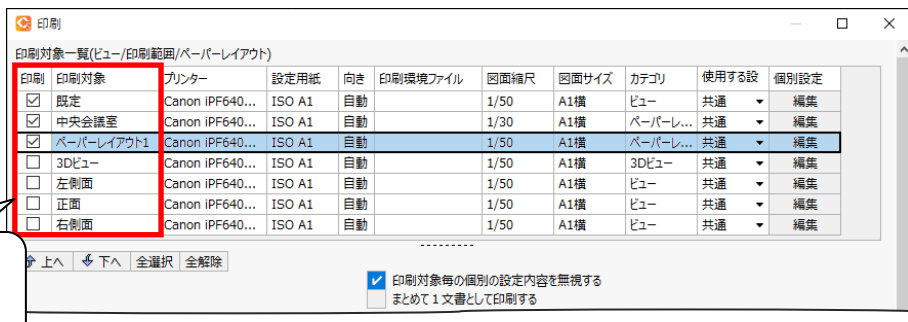 印刷
印刷対象一覧(ビュー/印刷範囲/ペーパーレイアウト)
印刷 印刷対象 プリンター 設定用紙 向き 印刷環境ファイル 図面縮尺 図面サイズ カテゴリ 使用する設 個別設定
既定 Canon iPF640... ISO A1 自動 1/50 A1横 ビュー 共通 編集
中央会議室 Canon iPF640... ISO A1 自動 1/30 A1横 ペーパーレ... 共通 編集
ペーパーレイアウト1 Canon iPF640... ISO A1 自動 1/50 A1横 ペーパーレ... 共通 編集
3Dビュー Canon iPF640... ISO A1 自動 1/50 A1横 3Dビュー 共通 編集
左側面 Canon iPF640... ISO A1 自動 1/50 A1横 ビュー 共通 編集
正面 Canon iPF640... ISO A1 自動 1/50 A1横 ビュー 共通 編集
右側面 Canon iPF640... ISO A1 自動 1/50 A1横 ビュー 共通 編集
上へ 下へ 全選択 全解除
印刷対象毎の個別の設定内容を無視する
まとめて1文書として印刷する